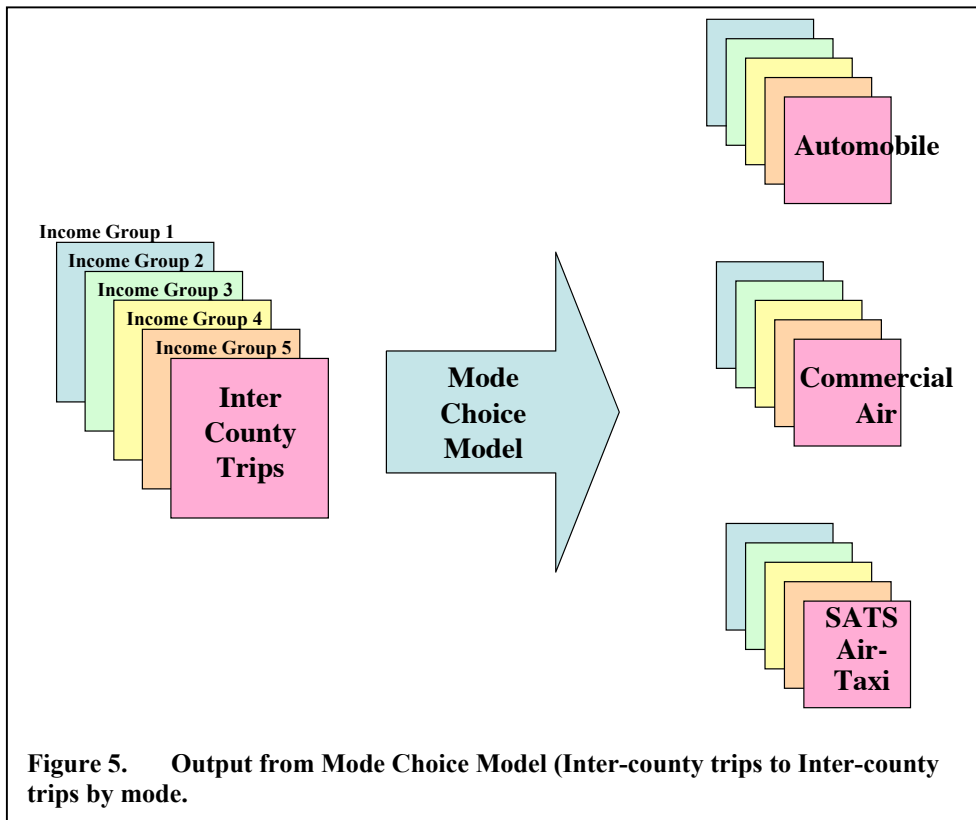 Income Group 1
Income Group 2
Income Group 3
Income Group 4
Income Group 5
Inter
County
Trips
Mode
Choice
Model
Automobile
Commercial
Air
SATS
Air-
Taxi
Figure 5. Output from Mode Choice Model (Inter-county trips to Inter-county
trips by mode.